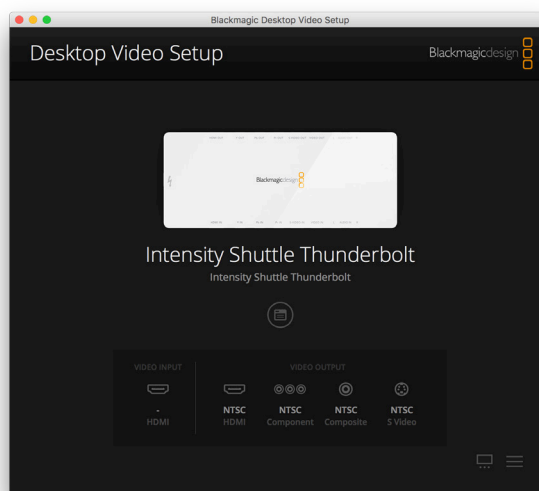 Blackmagic Desktop Video Setup
Desktop Video Setup
Blackmagicdesign
Blackmagicdesign
Intensity Shuttle Thunderbolt
Intensity Shuttle Thunderbolt
VIDEO INPUT
VIDEO OUTPUT
-
NTSC
NTSC
NTSC
NTSC
HDMI
HDMI
Component
Composite
S Video